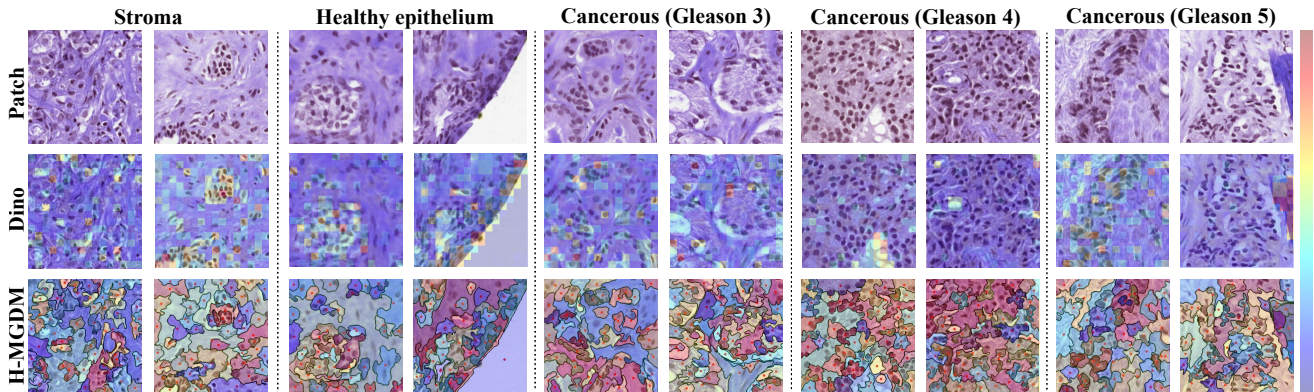 Stroma
Healthy epithelium
Cancerous (Gleason 3)
Cancerous (Gleason 4)
Cancerous (Gleason 5)
Patch
Dino
H-MGDM